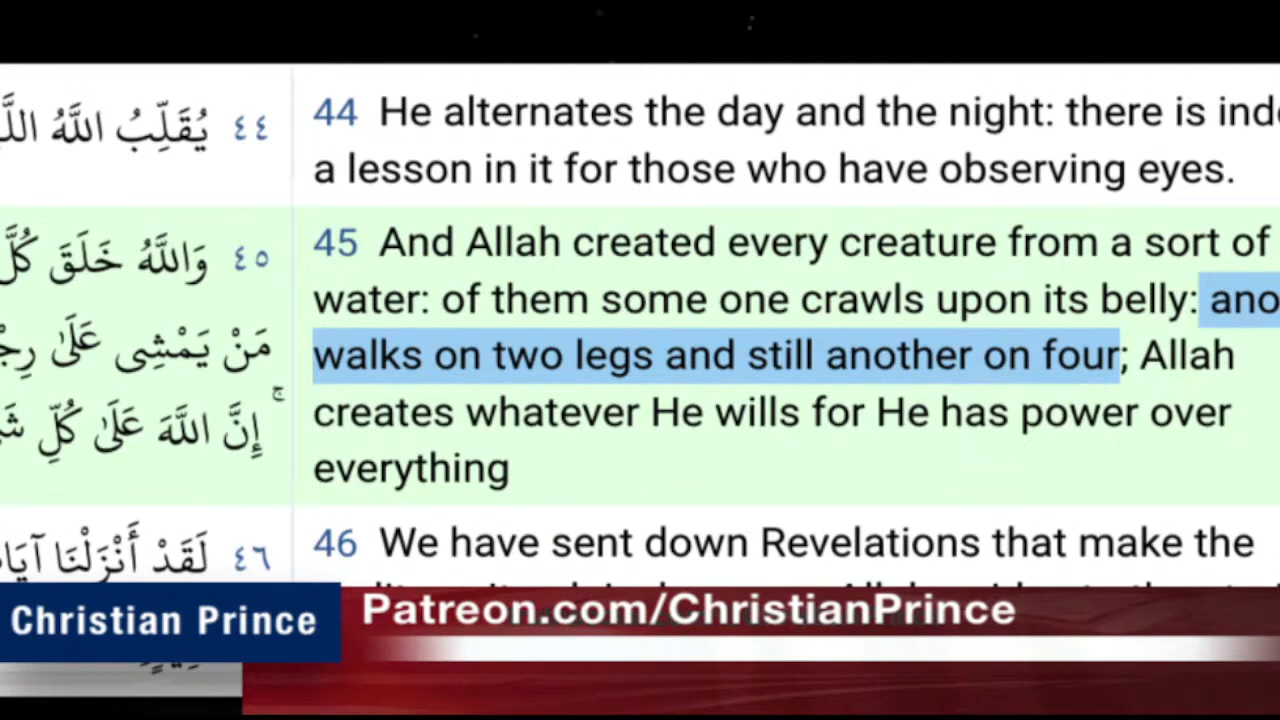 ٤٤ يُقَلِّبُ اللَّهُ
44 He alternates the day and the night: there is
a lesson in it for those who have observing eyes.
٤٥ وَاللَّهُ خَلَقَ كُلَّ
45 And Allah created every creature from a sort of
water: of them some one crawls upon its belly:
مَنْ يَمْشِى عَلَىٰ
walks on two legs and still another on four; Allah
creates whatever He wills for He has power over
إِنَّ اللَّهَ عَلَىٰ كُلِّ
everything
٤٦ لَقَدْ أَنْزَلْنَا
46 We have sent down Revelations that make the
Christian Prince
Patreon.com/ChristianPrince